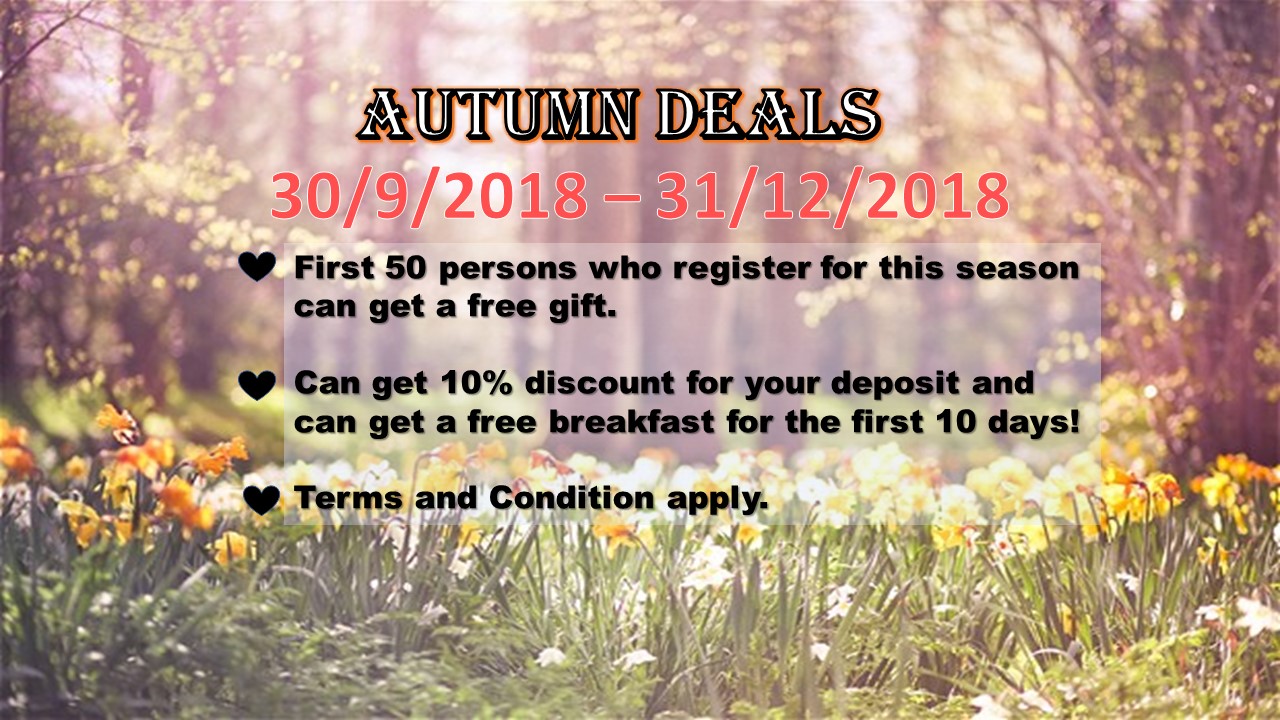 AUTUMN DEALS
30/9/2018 – 31/12/2018
First 50 persons who register for this season
can get a free gift.
Can get 10% discount for your deposit and
can get a free breakfast for the first 10 days!
Terms and Condition apply.